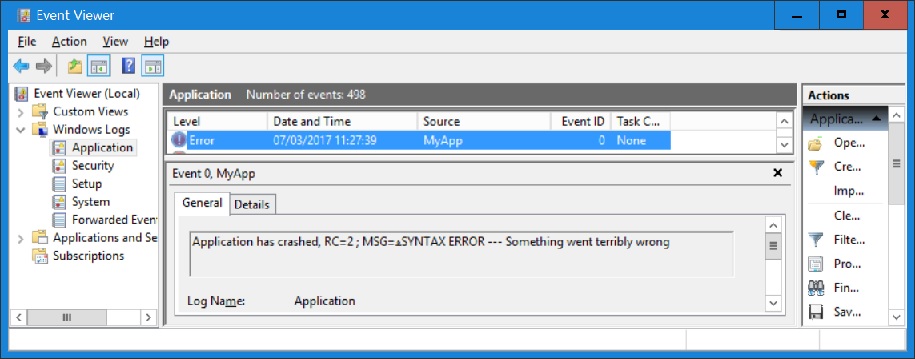 Event Viewer
File Action View Help
Event Viewer (Local)
Custom Views
Windows Logs
Application
Security
Setup
System
Forwarded Even
Applications and Se
Subscriptions
Application Number of events: 498
Level Date and Time Source Event ID Task C...
Error 07/03/2017 11:27:39 MyApp 0 None
Event 0, MyApp
General Details
Application has crashed, RC=2 ; MSG=⍋SYNTAX ERROR --- Something went terribly wrong
Log Name: Application
Actions
Applica...
Ope...
Cre...
Imp...
Cle...
Filte...
Pro...
Fin...
Sav...